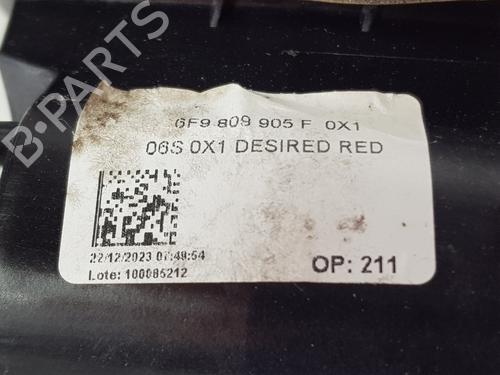 6F9 809 905 F 0X1
06S 0X1 DESIRED RED
22/12/2023 07:49:54
Lote: 100085212
OP: 211
B-PARTS